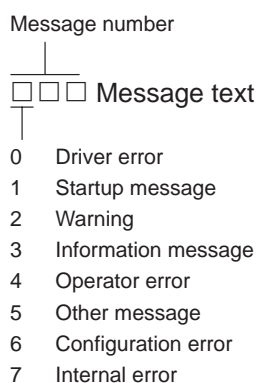 Message number
□□□ Message text
0 Driver error
1 Startup message
2 Warning
3 Information message
4 Operator error
5 Other message
6 Configuration error
7 Internal error